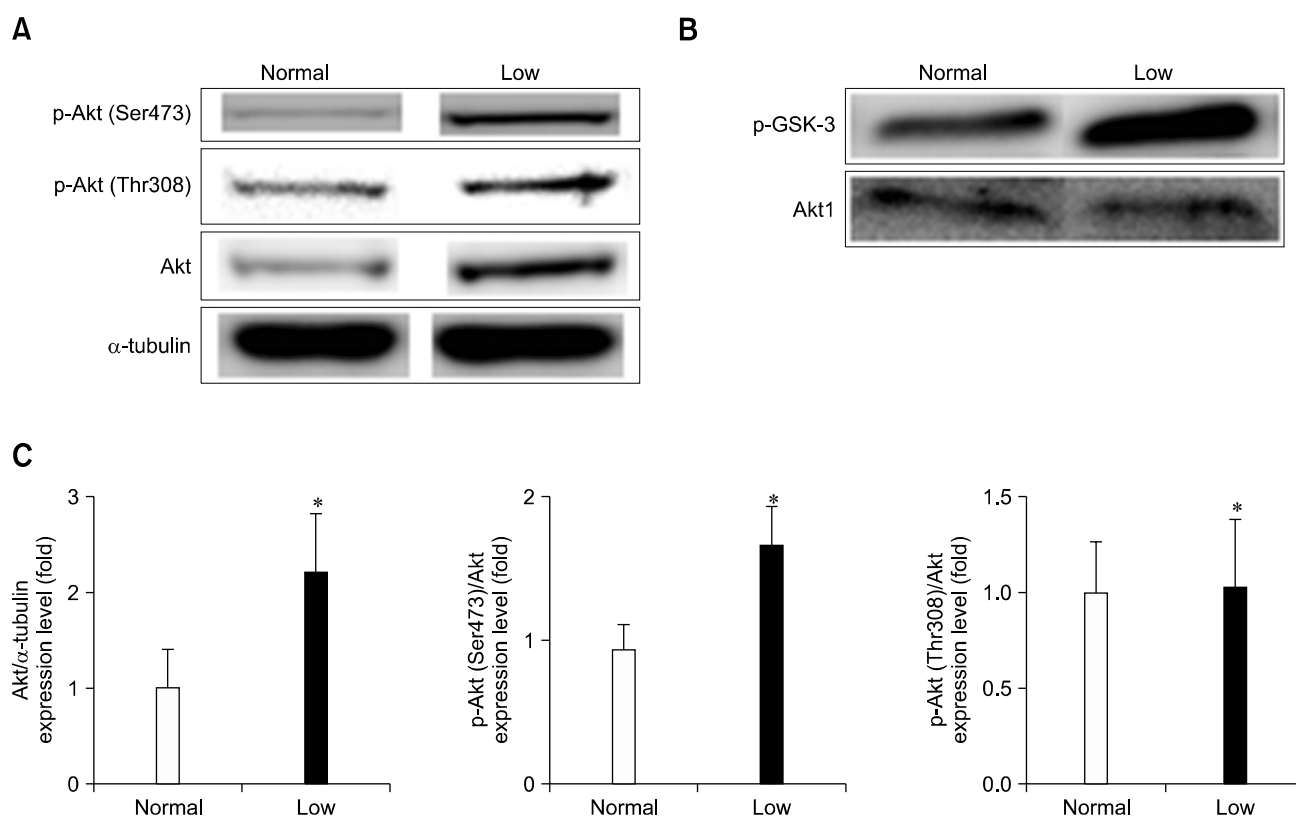 A
Normal Low
p-Akt (Ser473)
p-Akt (Thr308)
Akt
α-tubulin
B
Normal Low
p-GSK-3
Akt1
C
Akt/α-tubulin
expression level (fold)
3
2
1
0
*
Normal Low
p-Akt (Ser473)/Akt
expression level (fold)
2
1
0
*
Normal Low
p-Akt (Thr308)/Akt
expression level (fold)
1.5
1.0
0.5
0.0
*
Normal Low